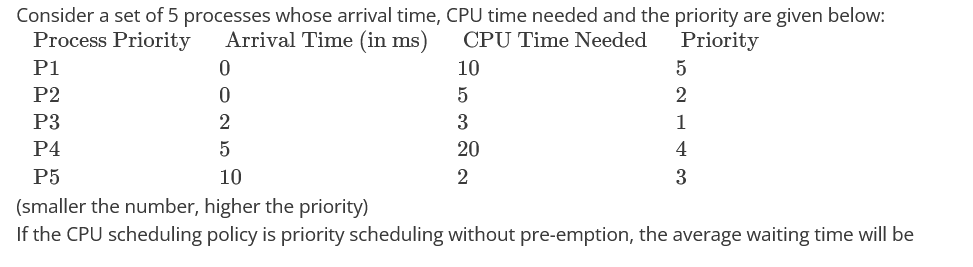 Consider a set of 5 processes whose arrival time, CPU time needed and the priority are given below:
Process Priority Arrival Time (in ms) CPU Time Needed Priority
P1 0 10 5
P2 0 5 2
P3 2 3 1
P4 5 20 4
P5 10 2 3
(smaller the number, higher the priority)
If the CPU scheduling policy is priority scheduling without pre-emption, the average waiting time will be